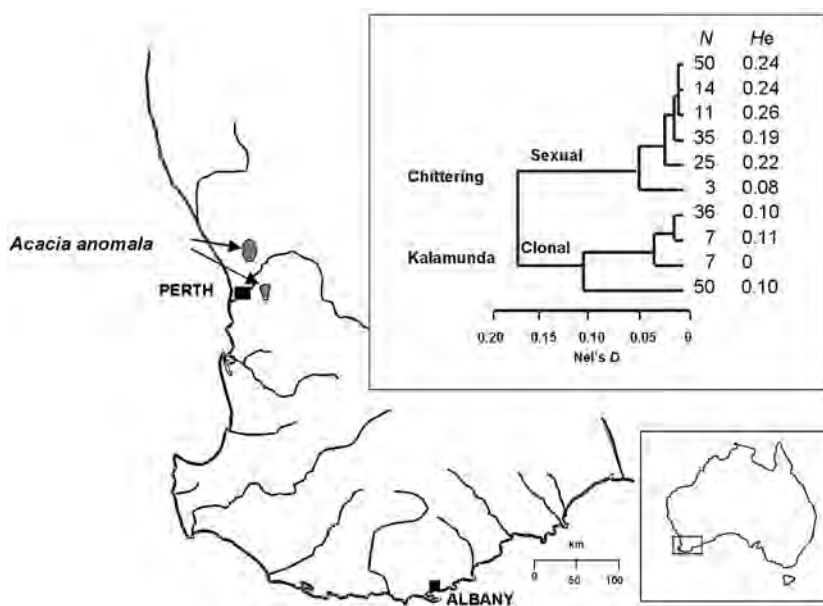 N He
50 0.24
14 0.24
11 0.26
35 0.19
Sexual 25 0.22
Chittering 3 0.08
36 0.10
Clonal 7 0.11
Kalamunda 7 0
50 0.10
0.20 0.15 0.10 0.05 0
Nei's D
Acacia anomala
PERTH
km
0 50 100
ALBANY